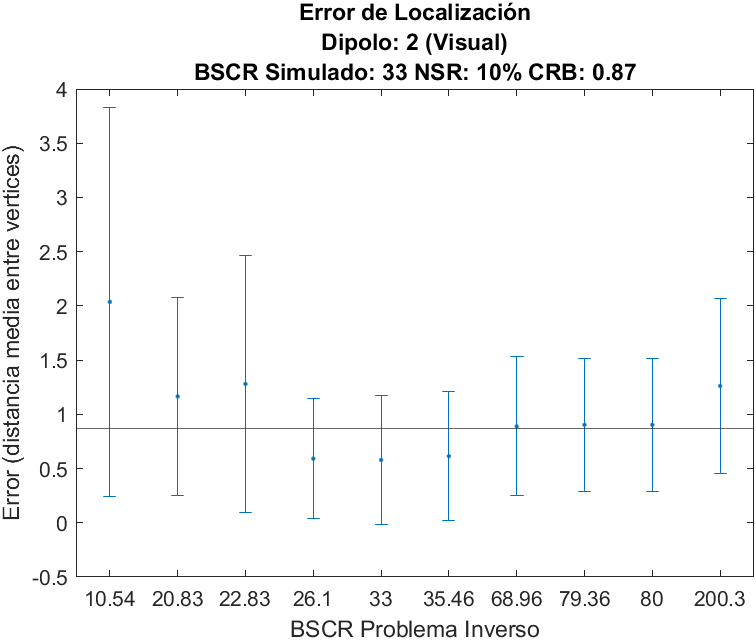 Error de Localización
Dipolo: 2 (Visual)
BSCR Simulado: 33 NSR: 10% CRB: 0.87
4
3.5
3
2.5
2
1.5
1
0.5
0
-0.5
Error (distancia media entre vertices)
10.54 20.83 22.83 26.1 33 35.46 68.96 79.36 80 200.3
BSCR Problema Inverso